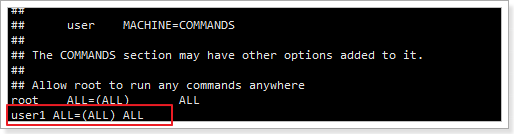 ##
##      user    MACHINE=COMMANDS
##
## The COMMANDS section may have other options added to it.
##
## Allow root to run any commands anywhere
root    ALL=(ALL)       ALL
user1 ALL=(ALL) ALL